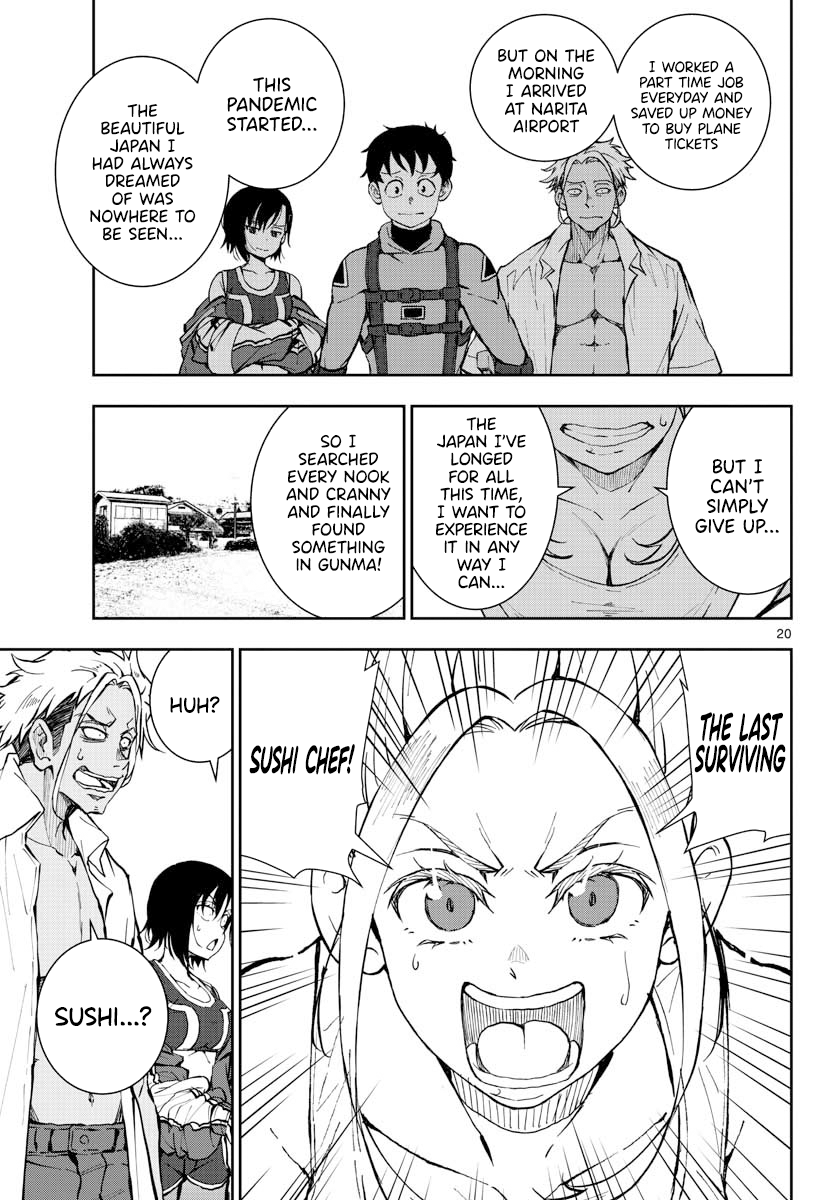 I WORKED A
PART TIME JOB
EVERYDAY AND
SAVED UP MONEY
TO BUY PLANE
TICKETS
BUT ON THE
MORNING
I ARRIVED
AT NARITA
AIRPORT
THIS
PANDEMIC
STARTED...
THE
BEAUTIFUL
JAPAN I
HAD ALWAYS
DREAMED
OF WAS
NOWHERE TO
BE SEEN...
BUT I
CAN'T
SIMPLY
GIVE UP...
THE
JAPAN I'VE
LONGED
FOR ALL
THIS TIME,
I WANT TO
EXPERIENCE
IT IN ANY
WAY I
CAN...
SO I
SEARCHED
EVERY NOOK
AND CRANNY
AND FINALLY
FOUND
SOMETHING
IN GUNMA!
20
THE LAST
SURVIVING
SUSHI CHEF!
HUH?
SUSHI...?